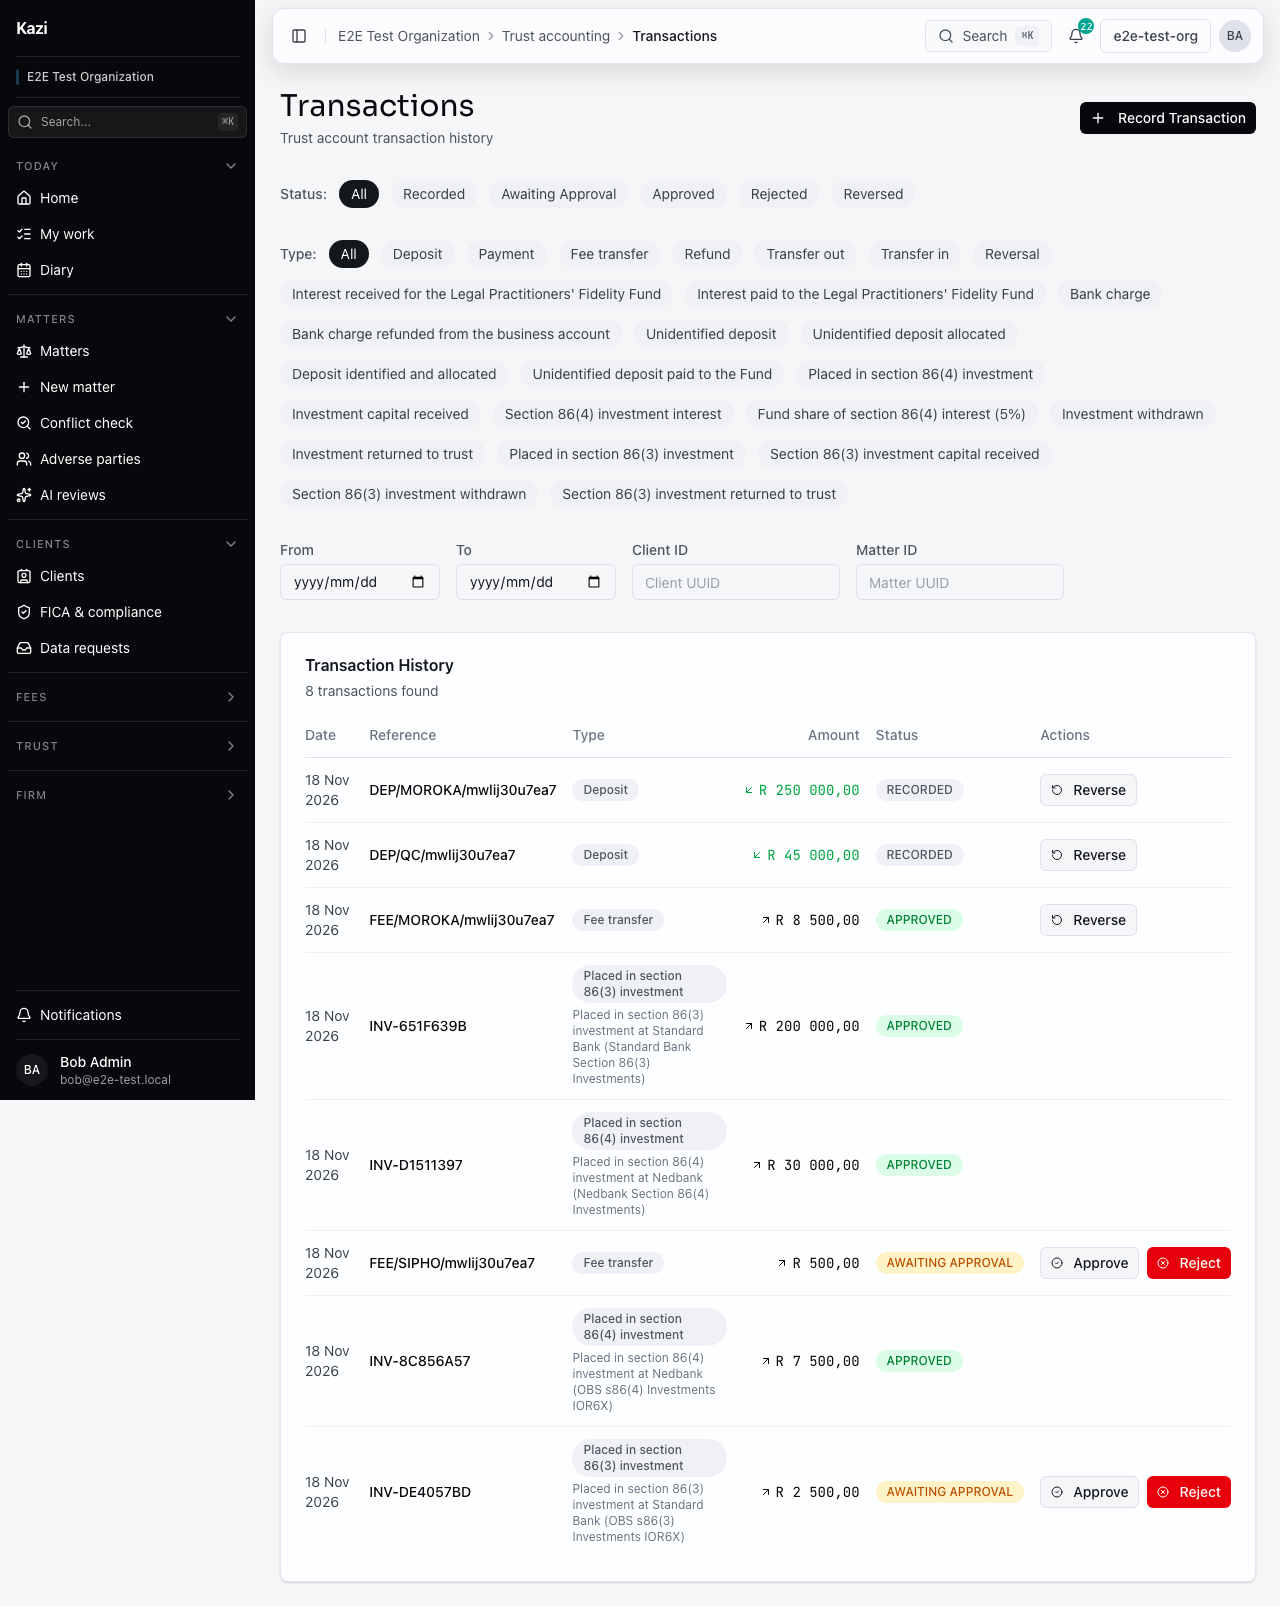 Kazi
E2E Test Organization
Search...
⌘K
TODAY
Home
My work
Diary
MATTERS
Matters
New matter
Conflict check
Adverse parties
AI reviews
CLIENTS
Clients
FICA & compliance
Data requests
FEES
TRUST
FIRM
Notifications
BA
Bob Admin
bob@e2e-test.local
E2E Test Organization > Trust accounting > Transactions
Search ⌘K
22
e2e-test-org
BA
Transactions
Trust account transaction history
Record Transaction
Status: All Recorded Awaiting Approval Approved Rejected Reversed
Type: All Deposit Payment Fee transfer Refund Transfer out Transfer in Reversal
Interest received for the Legal Practitioners' Fidelity Fund Interest paid to the Legal Practitioners' Fidelity Fund Bank charge
Bank charge refunded from the business account Unidentified deposit Unidentified deposit allocated
Deposit identified and allocated Unidentified deposit paid to the Fund Placed in section 86(4) investment
Investment capital received Section 86(4) investment interest Fund share of section 86(4) interest (5%) Investment withdrawn
Investment returned to trust Placed in section 86(3) investment Section 86(3) investment capital received
Section 86(3) investment withdrawn Section 86(3) investment returned to trust
From To Client ID Matter ID
yyyy/mm/dd yyyy/mm/dd Client UUID Matter UUID
Transaction History
8 transactions found
Date Reference Type Amount Status Actions
18 Nov
2026
DEP/MOROKA/mwlij30u7ea7 Deposit R 250 000,00 RECORDED Reverse
18 Nov
2026
DEP/QC/mwlij30u7ea7 Deposit R 45 000,00 RECORDED Reverse
18 Nov
2026
FEE/MOROKA/mwlij30u7ea7 Fee transfer R 8 500,00 APPROVED Reverse
18 Nov
2026
INV-651F639B
Placed in section
86(3) investment
Placed in section 86(3)
investment at Standard
Bank (Standard Bank
Section 86(3)
Investments)
R 200 000,00 APPROVED
18 Nov
2026
INV-D1511397
Placed in section
86(4) investment
Placed in section 86(4)
investment at Nedbank
(Nedbank Section 86(4)
Investments)
R 30 000,00 APPROVED
18 Nov
2026
FEE/SIPHO/mwlij30u7ea7 Fee transfer R 500,00 AWAITING APPROVAL Approve Reject
18 Nov
2026
INV-8C856A57
Placed in section
86(4) investment
Placed in section 86(4)
investment at Nedbank
(OBS s86(4) Investments
IOR6X)
R 7 500,00 APPROVED
18 Nov
2026
INV-DE4057BD
Placed in section
86(3) investment
Placed in section 86(3)
investment at Standard
Bank (OBS s86(3)
Investments IOR6X)
R 2 500,00 AWAITING APPROVAL Approve Reject